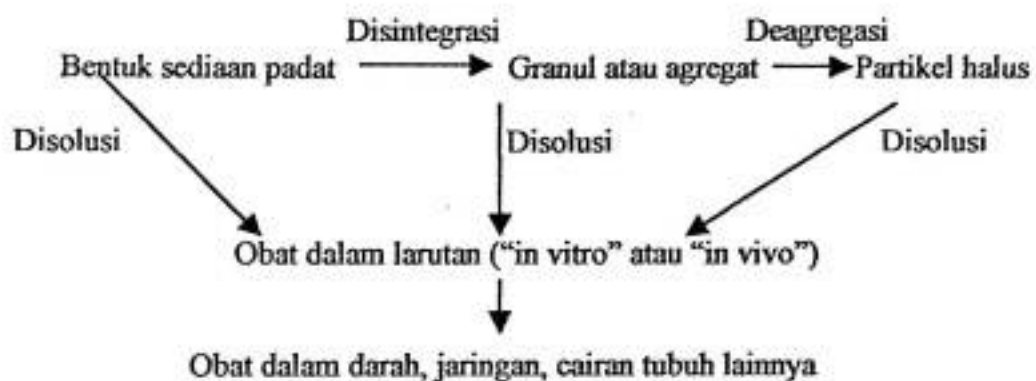 Disintegrasi
Deagregasi
Bentuk sediaan padat
Granul atau agregat
Partikel halus
Disolusi
Disolusi
Disolusi
Obat dalam larutan (“in vitro” atau “in vivo”)
Obat dalam darah, jaringan, cairan tubuh lainnya